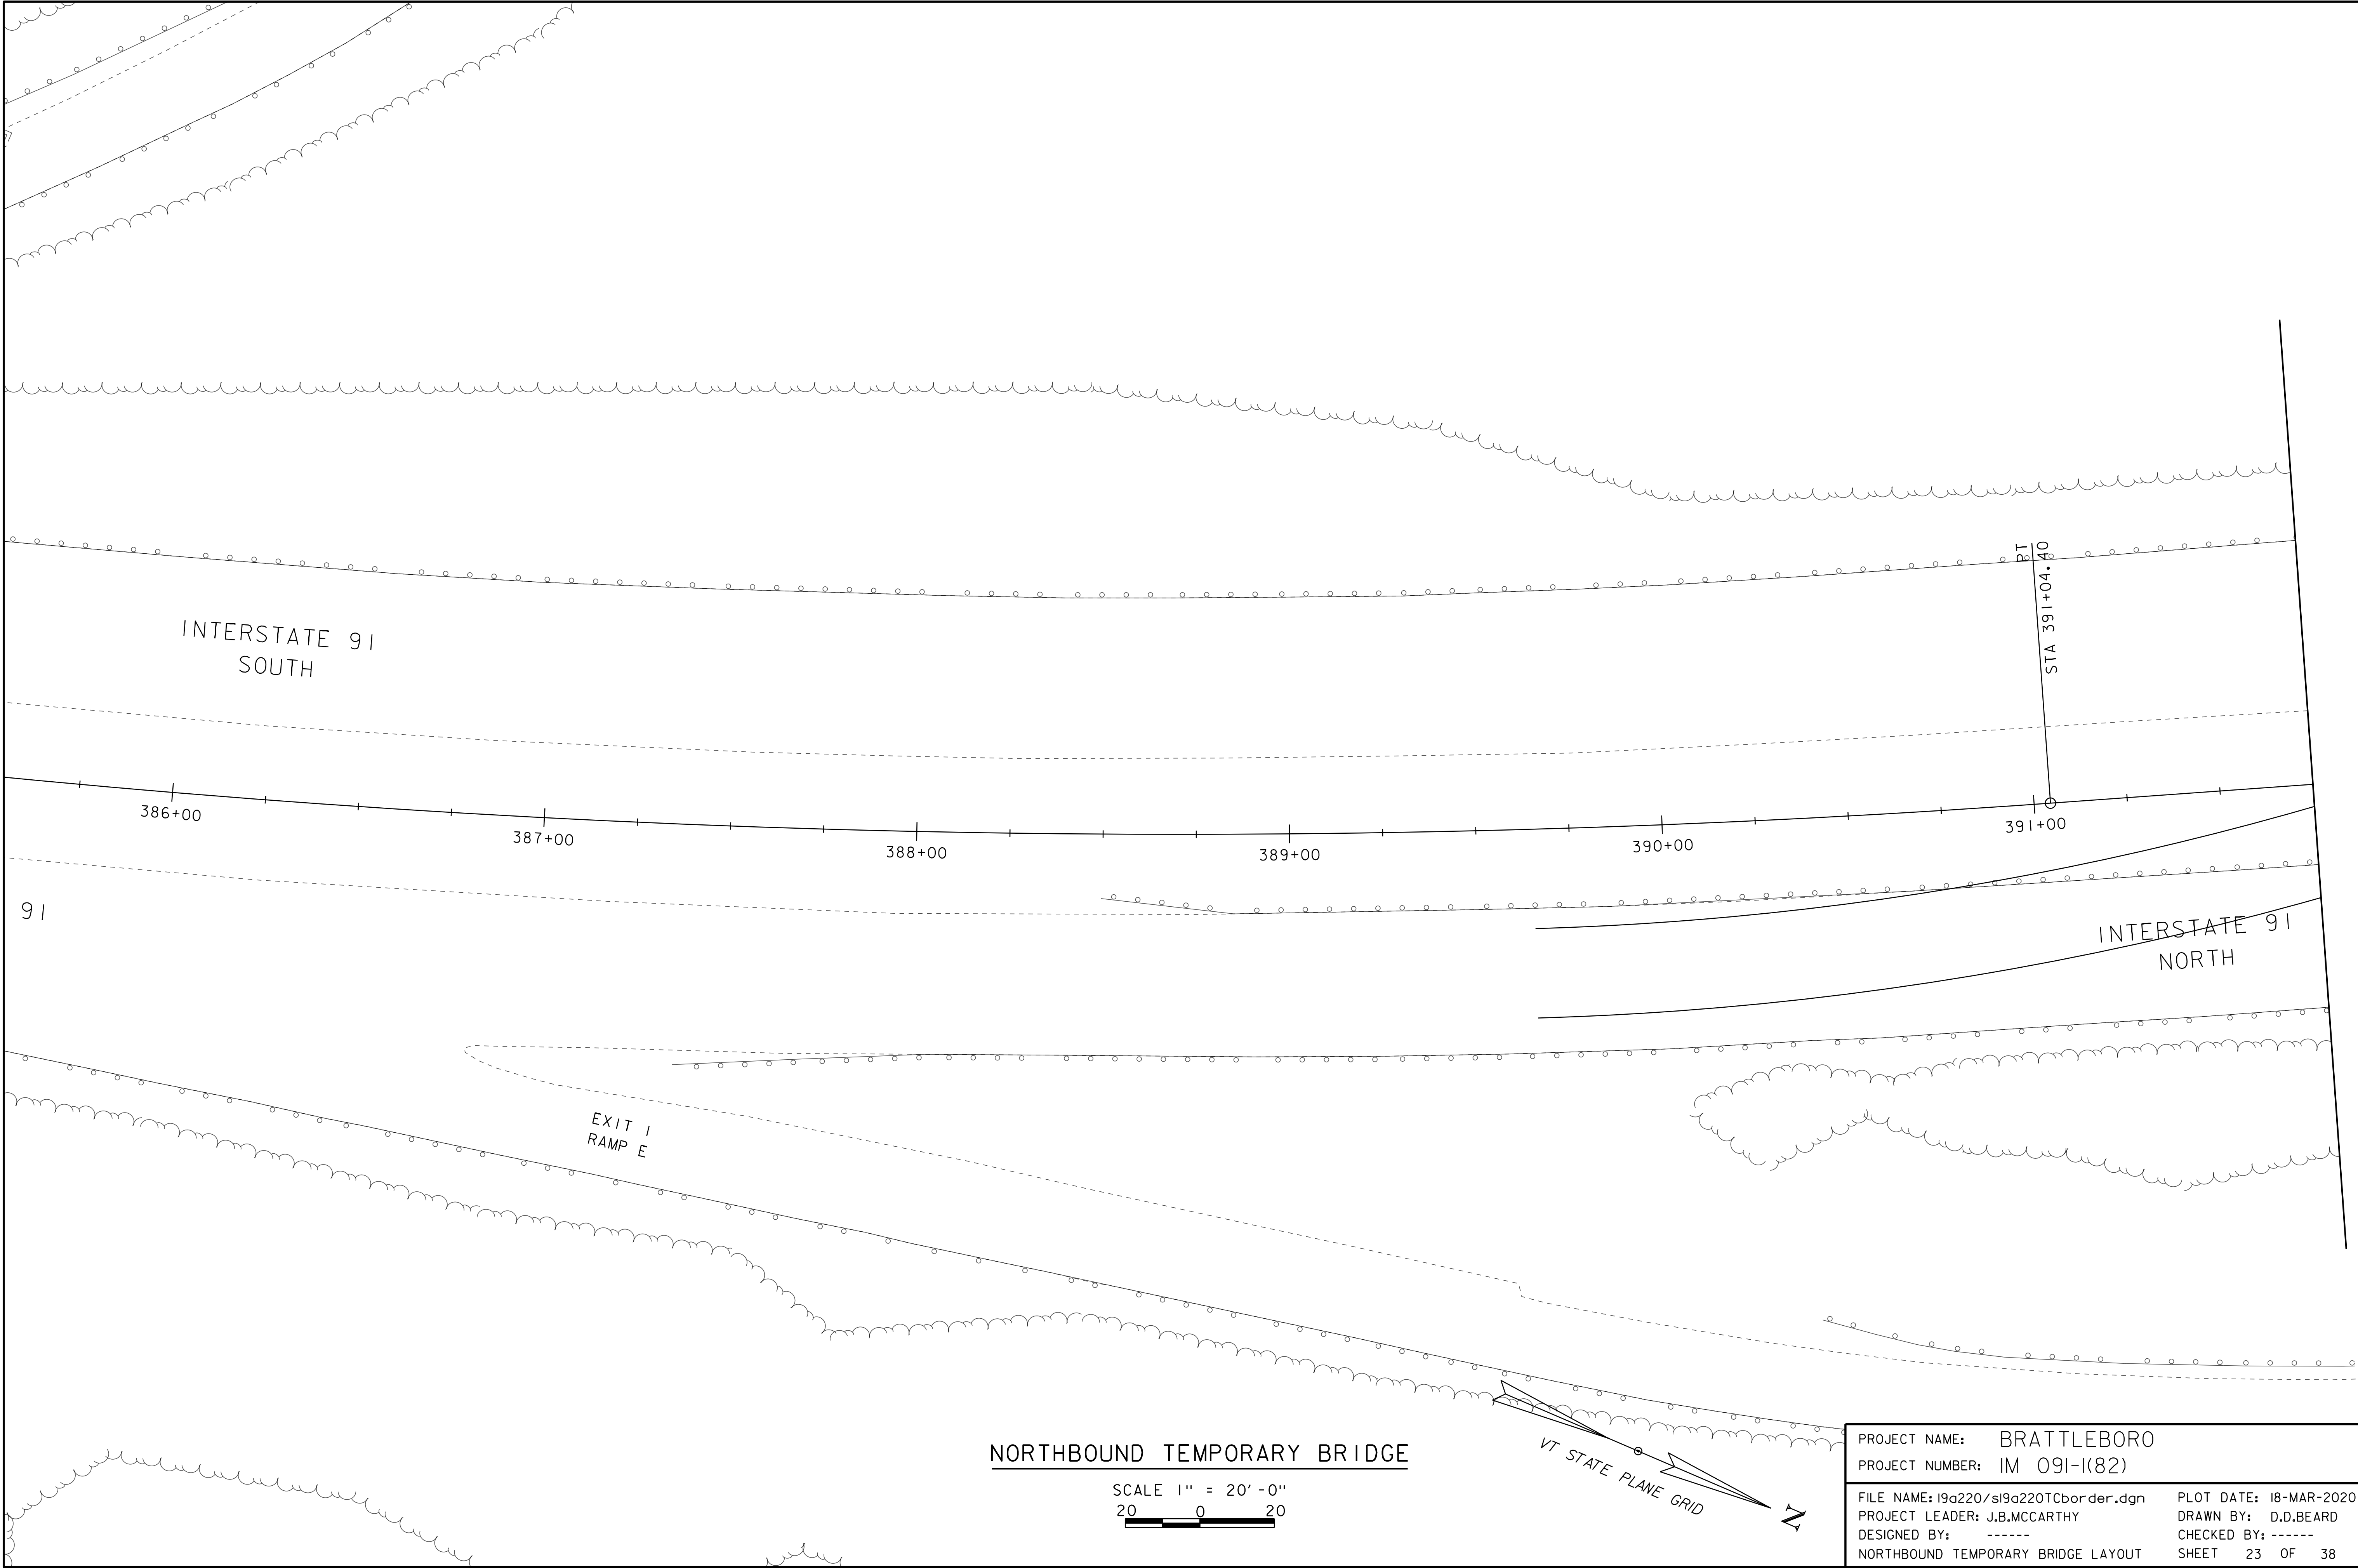 PT
STA 391+04.40
INTERSTATE 91
SOUTH
386+00
387+00
388+00
389+00
390+00
391+00
91
INTERSTATE 91
NORTH
EXIT 1
RAMP E
NORTHBOUND TEMPORARY BRIDGE
SCALE 1" = 20'-0"
20 0 20
VT STATE PLANE GRID
N
PROJECT NAME: BRATTLEBORO
PROJECT NUMBER: IM 091-1(82)
FILE NAME: 19a220/s19a220TCborder.dgn PLOT DATE: 18-MAR-2020
PROJECT LEADER: J.B.MCCARTHY DRAWN BY: D.D.BEARD
DESIGNED BY: ------ CHECKED BY: ------
NORTHBOUND TEMPORARY BRIDGE LAYOUT SHEET 23 OF 38